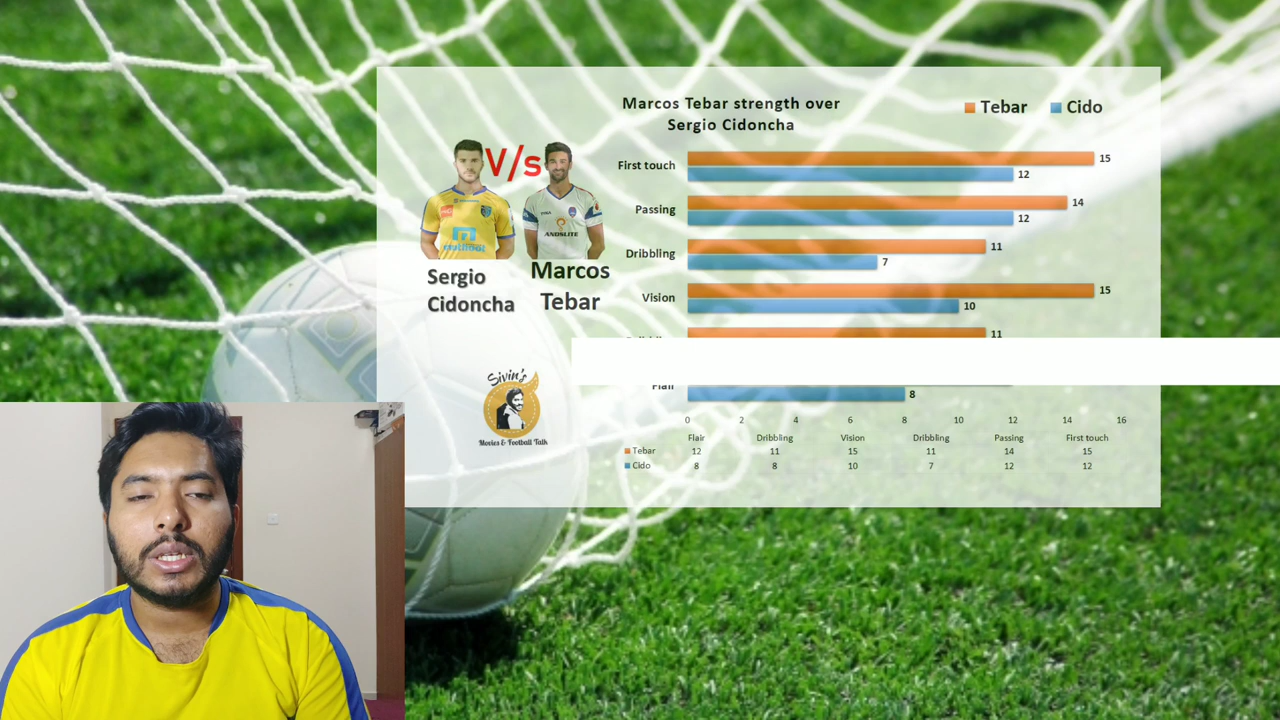 Marcos Tebar strength over
Sergio Cidoncha
Tebar
Cido
V/s
Sergio
Cidoncha
Marcos
Tebar
ANDSLITE
First touch
15
12
Passing
14
12
Dribbling
11
7
Vision
15
10
11
Flair
8
0 2 4 6 8 10 12 14 16
Flair Dribbling Vision Dribbling Passing First touch
Tebar 12 11 15 11 14 15
Cido 8 8 10 7 12 12
Sivin's
Movies & Football Talk